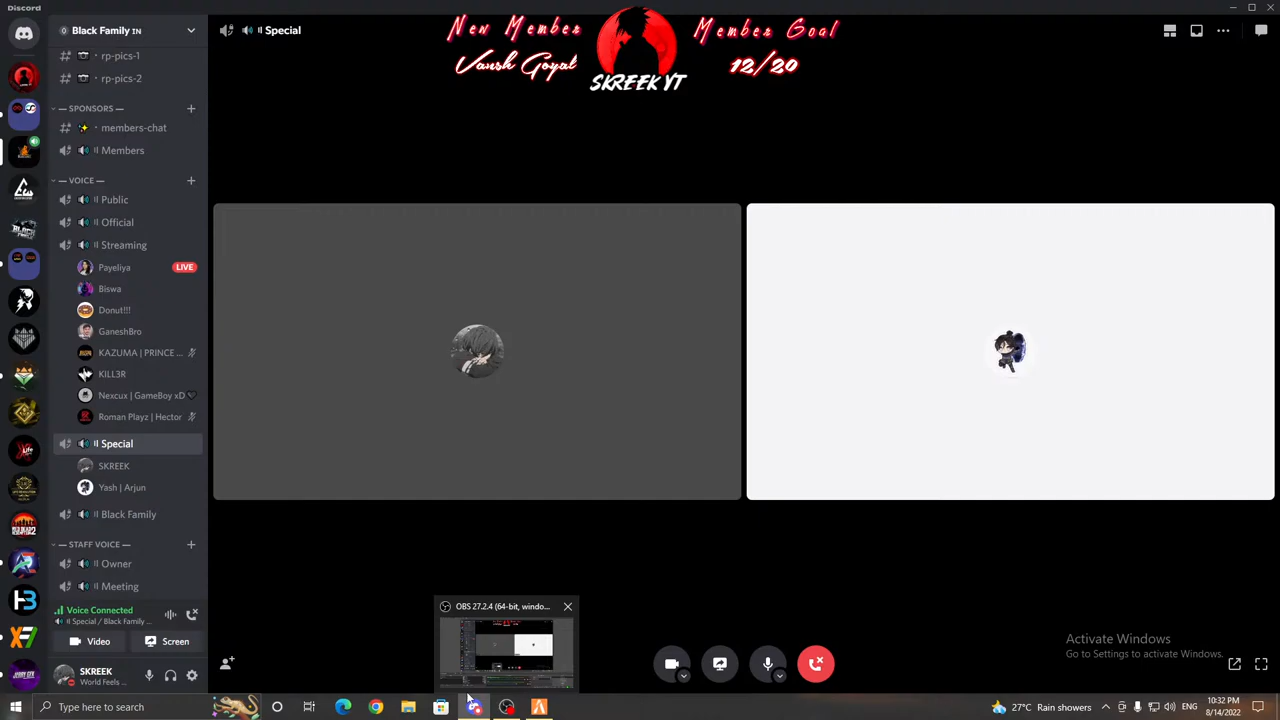 Discord
Black Family IN
Special
rp-pics-1
rp-pics-2
SPONSORS
members-chat
Members
VOICE
Public
Official
Streaming
Payeliya
LIVE
Biswa
Donut!!!
GaneshBro
KAZUMA | PRINCE ...
KILL3R
Nexcux | GameBoy xD
Roman Playz | Hector
Special
SKREEK
Yash | Arjun
Black Family
STAFF VOICE
Owner
Meeting
Voice Connected
Special / Black Family ...
Video
Screen
SKREEK
World Feels ...
New Member
Vansh Goyal
SKREEK YT
Member Goal
12/20
OBS 27.2.4 (64-bit, windo...
Activate Windows
Go to Settings to activate Windows.
Type here to search
27°C Rain showers
10:32 PM
8/14/2022